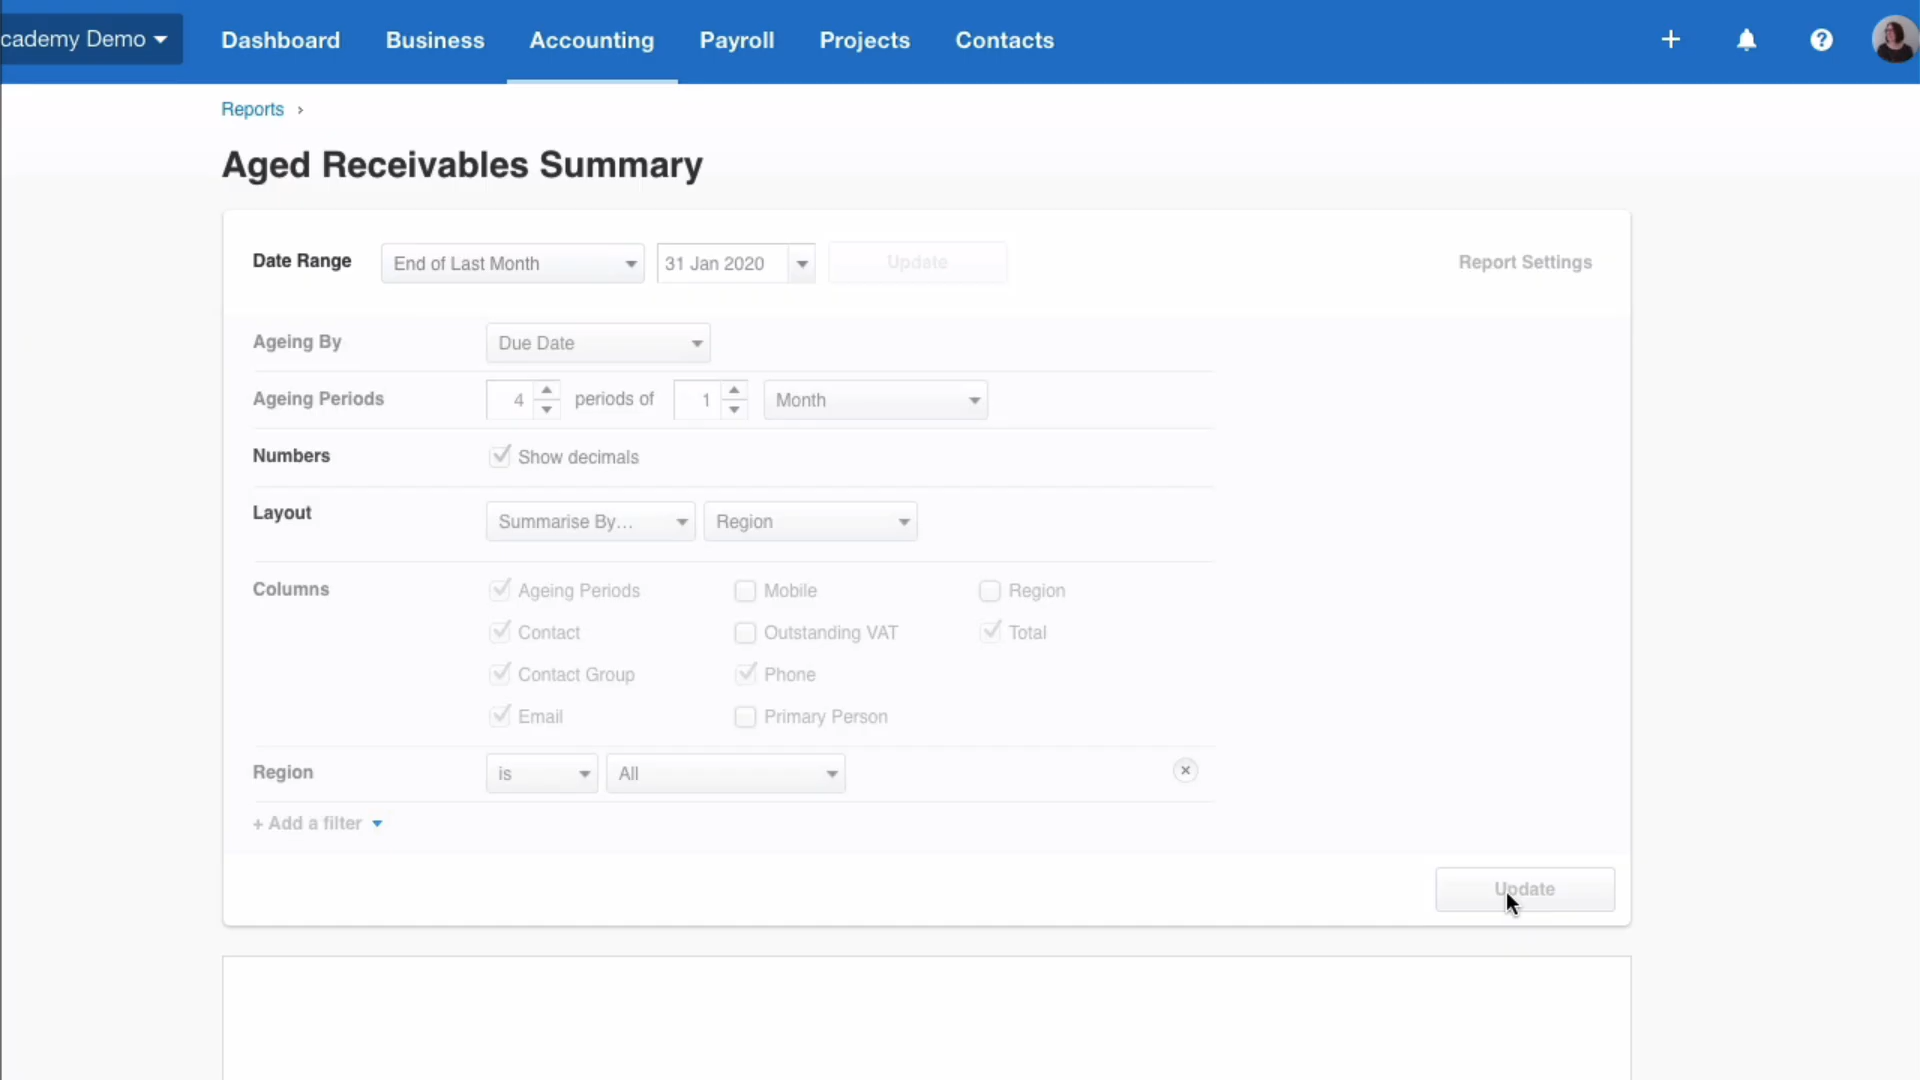 cademy Demo Dashboard Business Accounting Payroll Projects Contacts
Reports ›
Aged Receivables Summary
Date Range End of Last Month 31 Jan 2020 Update Report Settings
Ageing By Due Date
Ageing Periods 4 periods of 1 Month
Numbers Show decimals
Layout Summarise By... Region
Columns Ageing Periods Mobile Region
Contact Outstanding VAT Total
Contact Group Phone
Email Primary Person
Region is All
+ Add a filter
Update